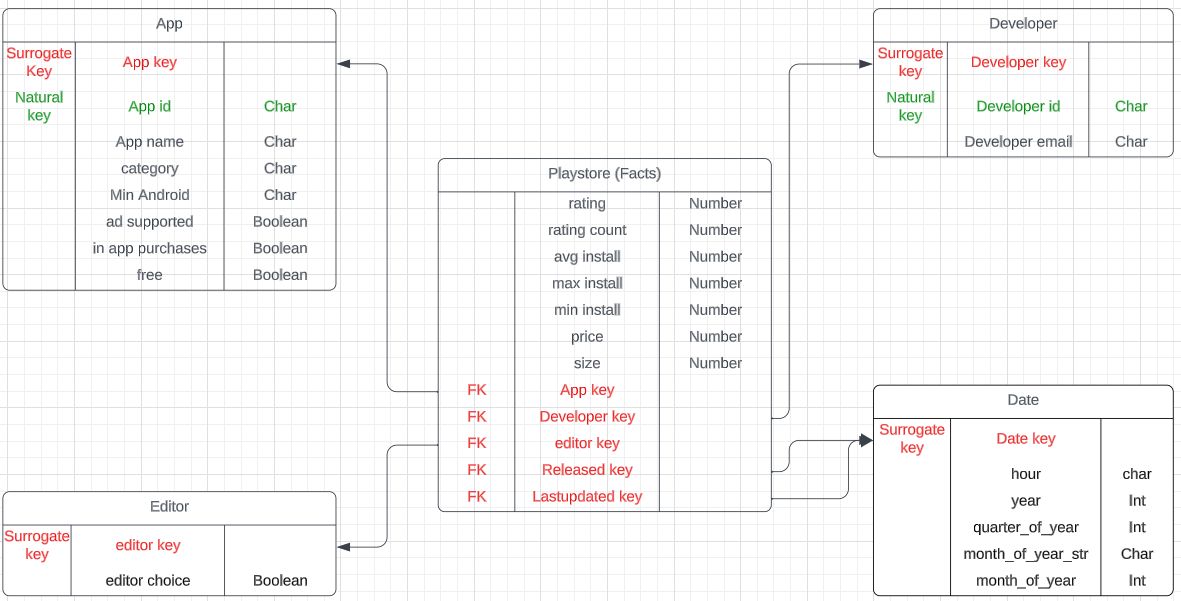 App
Surrogate Key App key
Natural key App id Char
App name Char
category Char
Min Android Char
ad supported Boolean
in app purchases Boolean
free Boolean
Developer
Surrogate key Developer key
Natural key Developer id Char
Developer email Char
Playstore (Facts)
rating Number
rating count Number
avg install Number
max install Number
min install Number
price Number
size Number
FK App key
FK Developer key
FK editor key
FK Released key
FK Lastupdated key
Editor
Surrogate key editor key
editor choice Boolean
Date
Surrogate key Date key
hour char
year Int
quarter_of_year Int
month_of_year_str Char
month_of_year Int